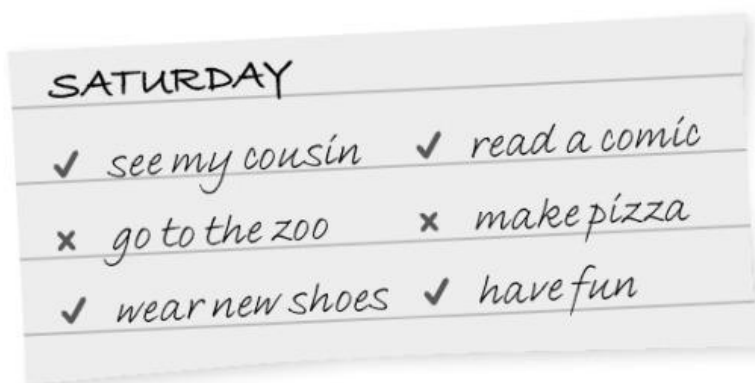 SATURDAY
✓ see my cousin ✓ read a comic
✗ go to the zoo ✗ make pizza
✓ wear new shoes ✓ have fun